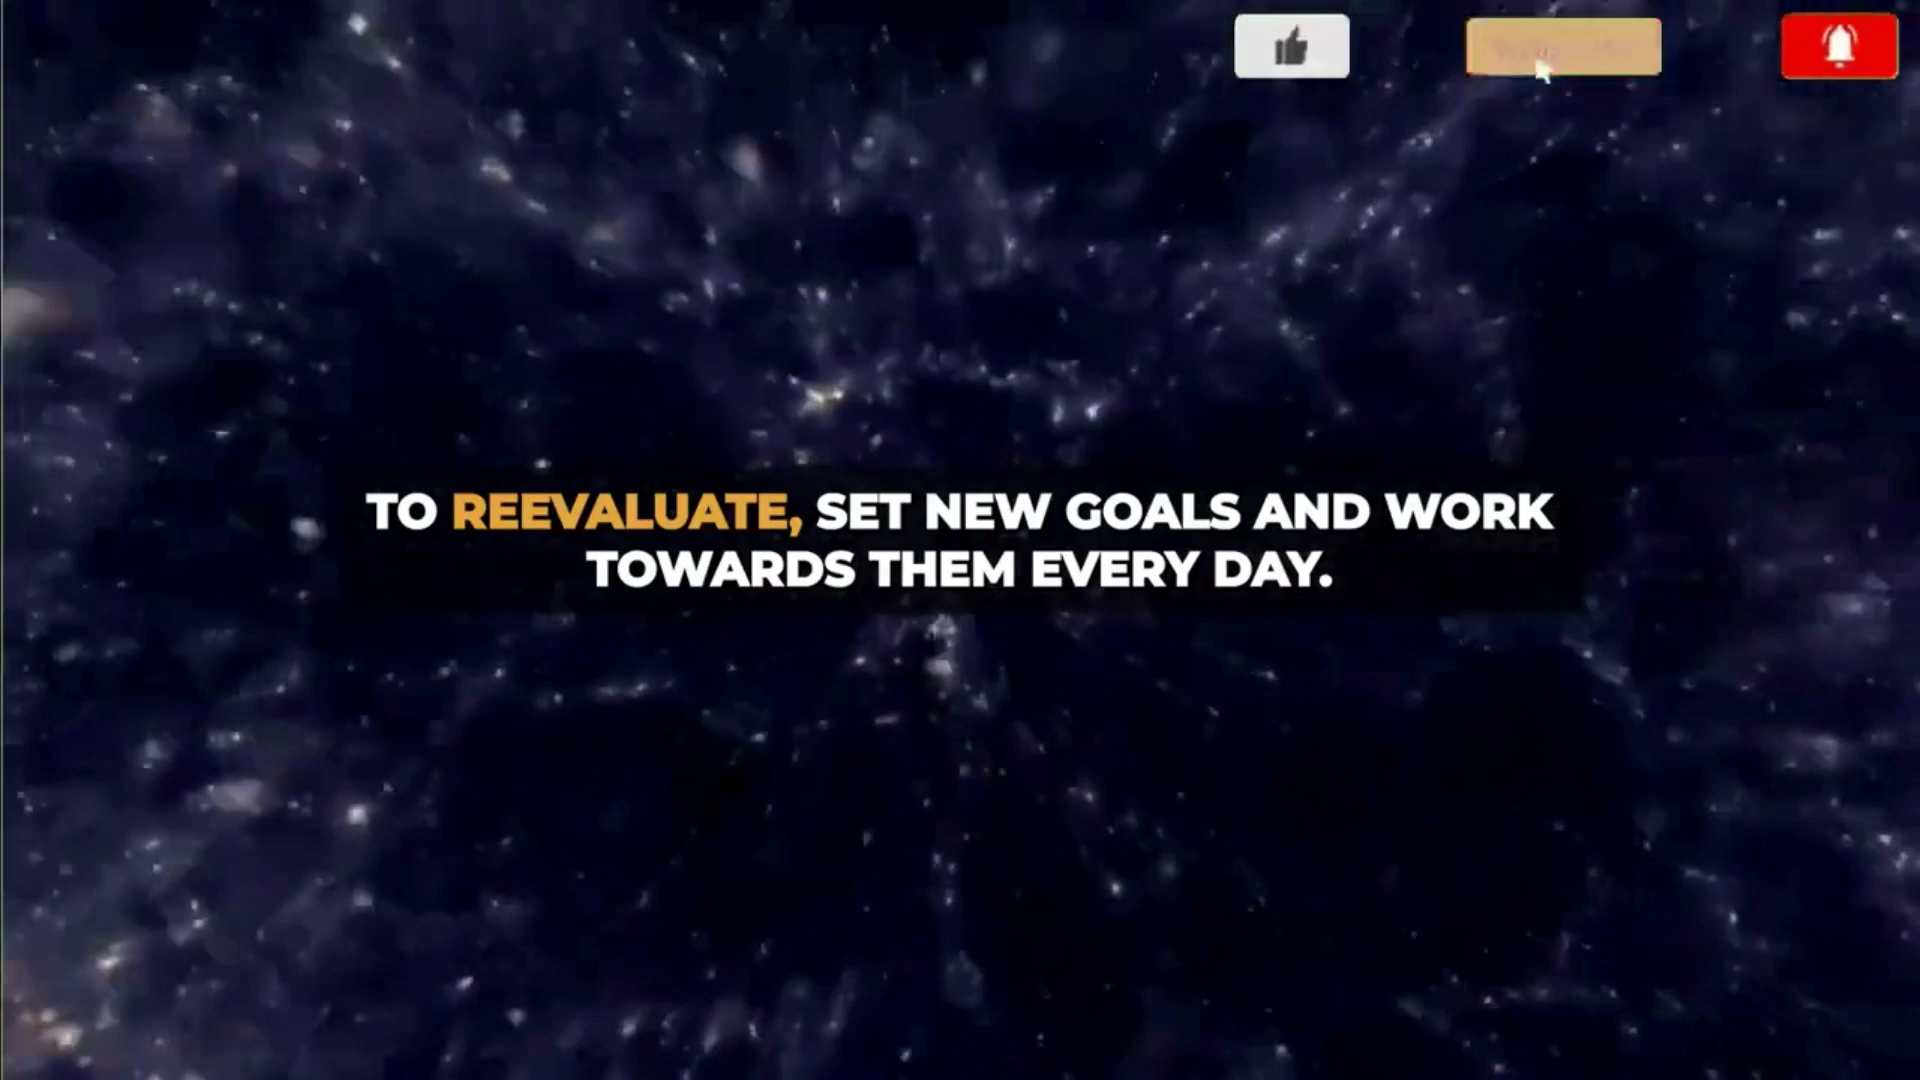 TO REEVALUATE, SET NEW GOALS AND WORK
TOWARDS THEM EVERY DAY.